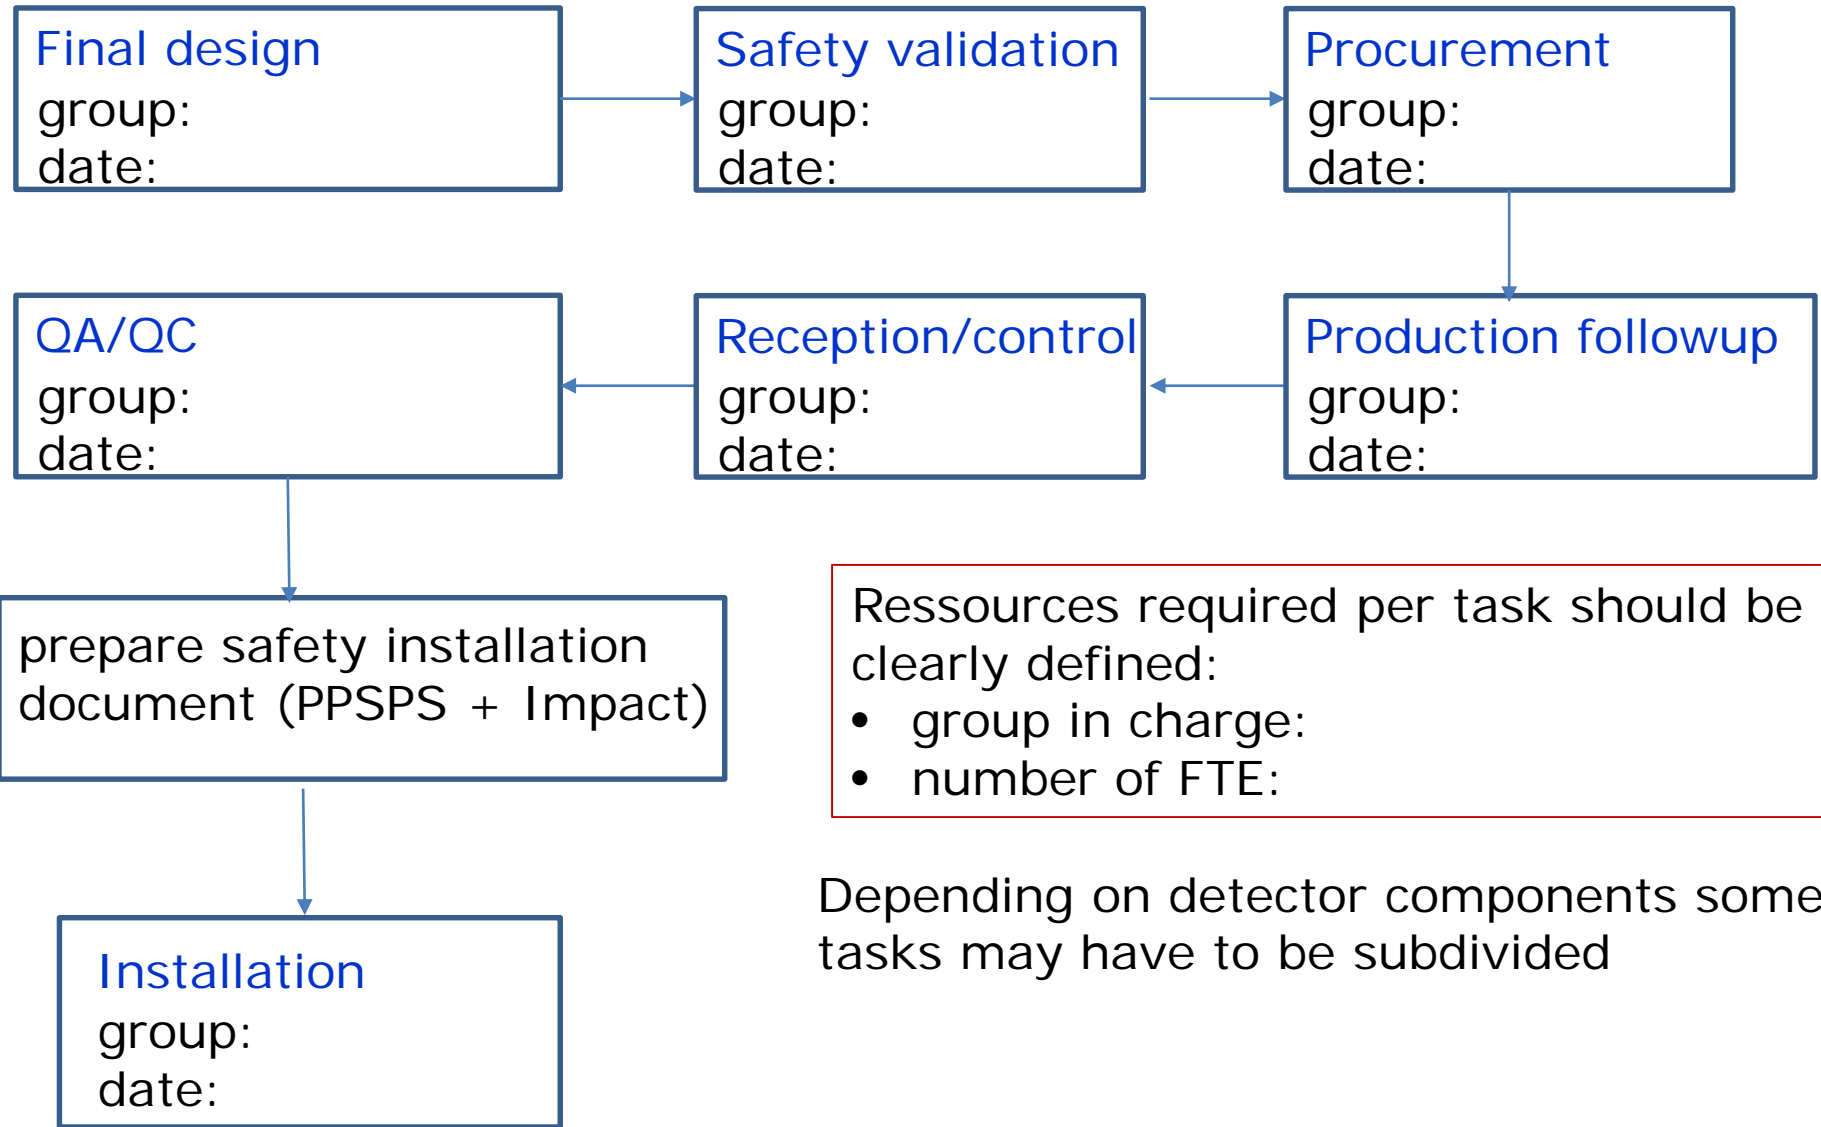 Final design
group:
date:
Safety validation
group:
date:
Procurement
group:
date:
QA/QC
group:
date:
Reception/control
group:
date:
Production followup
group:
date:
prepare safety installation
document (PPSPS + Impact)
Ressources required per task should be
clearly defined:
• group in charge:
• number of FTE:
Depending on detector components some
tasks may have to be subdivided
Installation
group:
date: